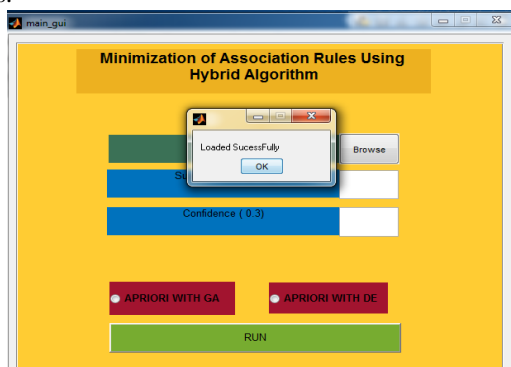 main_gui
Minimization of Association Rules Using
Hybrid Algorithm
Loaded SucessFully
OK
Browse
Confidence ( 0.3)
APRIORI WITH GA
APRIORI WITH DE
RUN